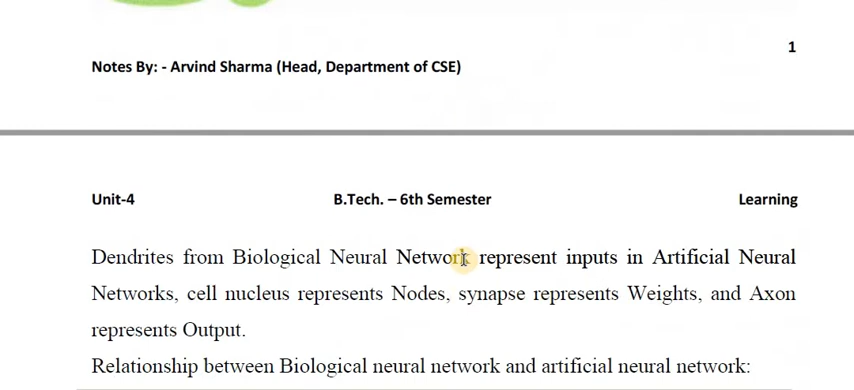 1
Notes By: - Arvind Sharma (Head, Department of CSE)
Unit-4 B.Tech. – 6th Semester Learning
Dendrites from Biological Neural Network represent inputs in Artificial Neural
Networks, cell nucleus represents Nodes, synapse represents Weights, and Axon
represents Output.
Relationship between Biological neural network and artificial neural network: